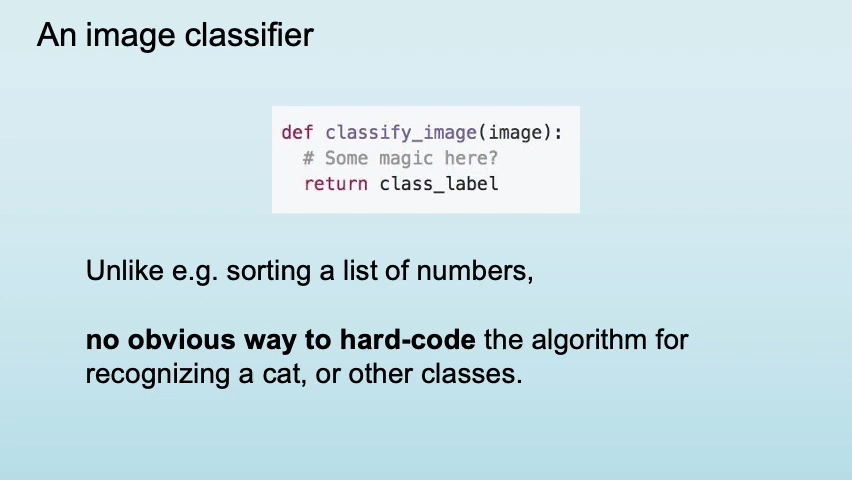 An image classifier
def classify_image(image):
# Some magic here?
return class_label
Unlike e.g. sorting a list of numbers,
no obvious way to hard-code the algorithm for
recognizing a cat, or other classes.